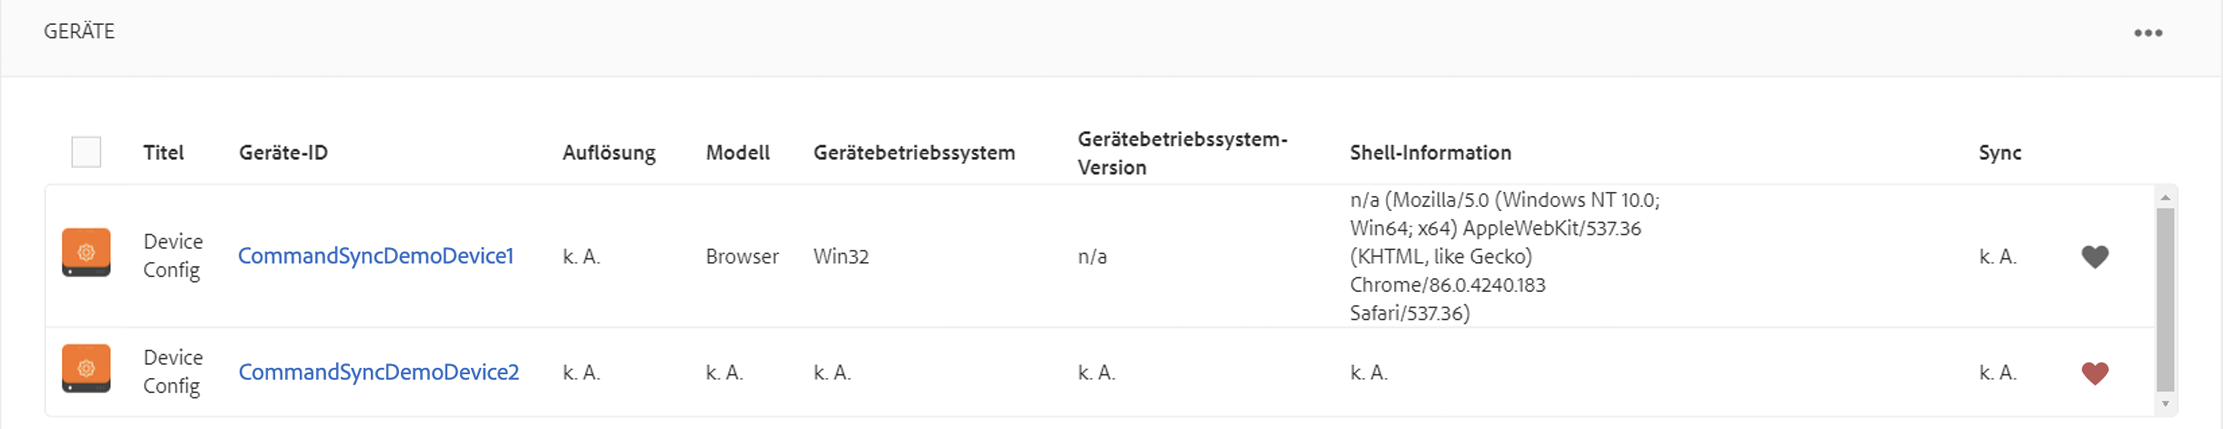 GERÄTE
Titel Geräte-ID Auflösung Modell Gerätebetriebssystem Gerätebetriebssystem-
Version Shell-Information Sync
Device
Config CommandSyncDemoDevice1 k. A. Browser Win32 n/a n/a (Mozilla/5.0 (Windows NT 10.0;
Win64; x64) AppleWebKit/537.36
(KHTML, like Gecko)
Chrome/86.0.4240.183
Safari/537.36) k. A.
Device
Config CommandSyncDemoDevice2 k. A. k. A. k. A. k. A. k. A. k. A.